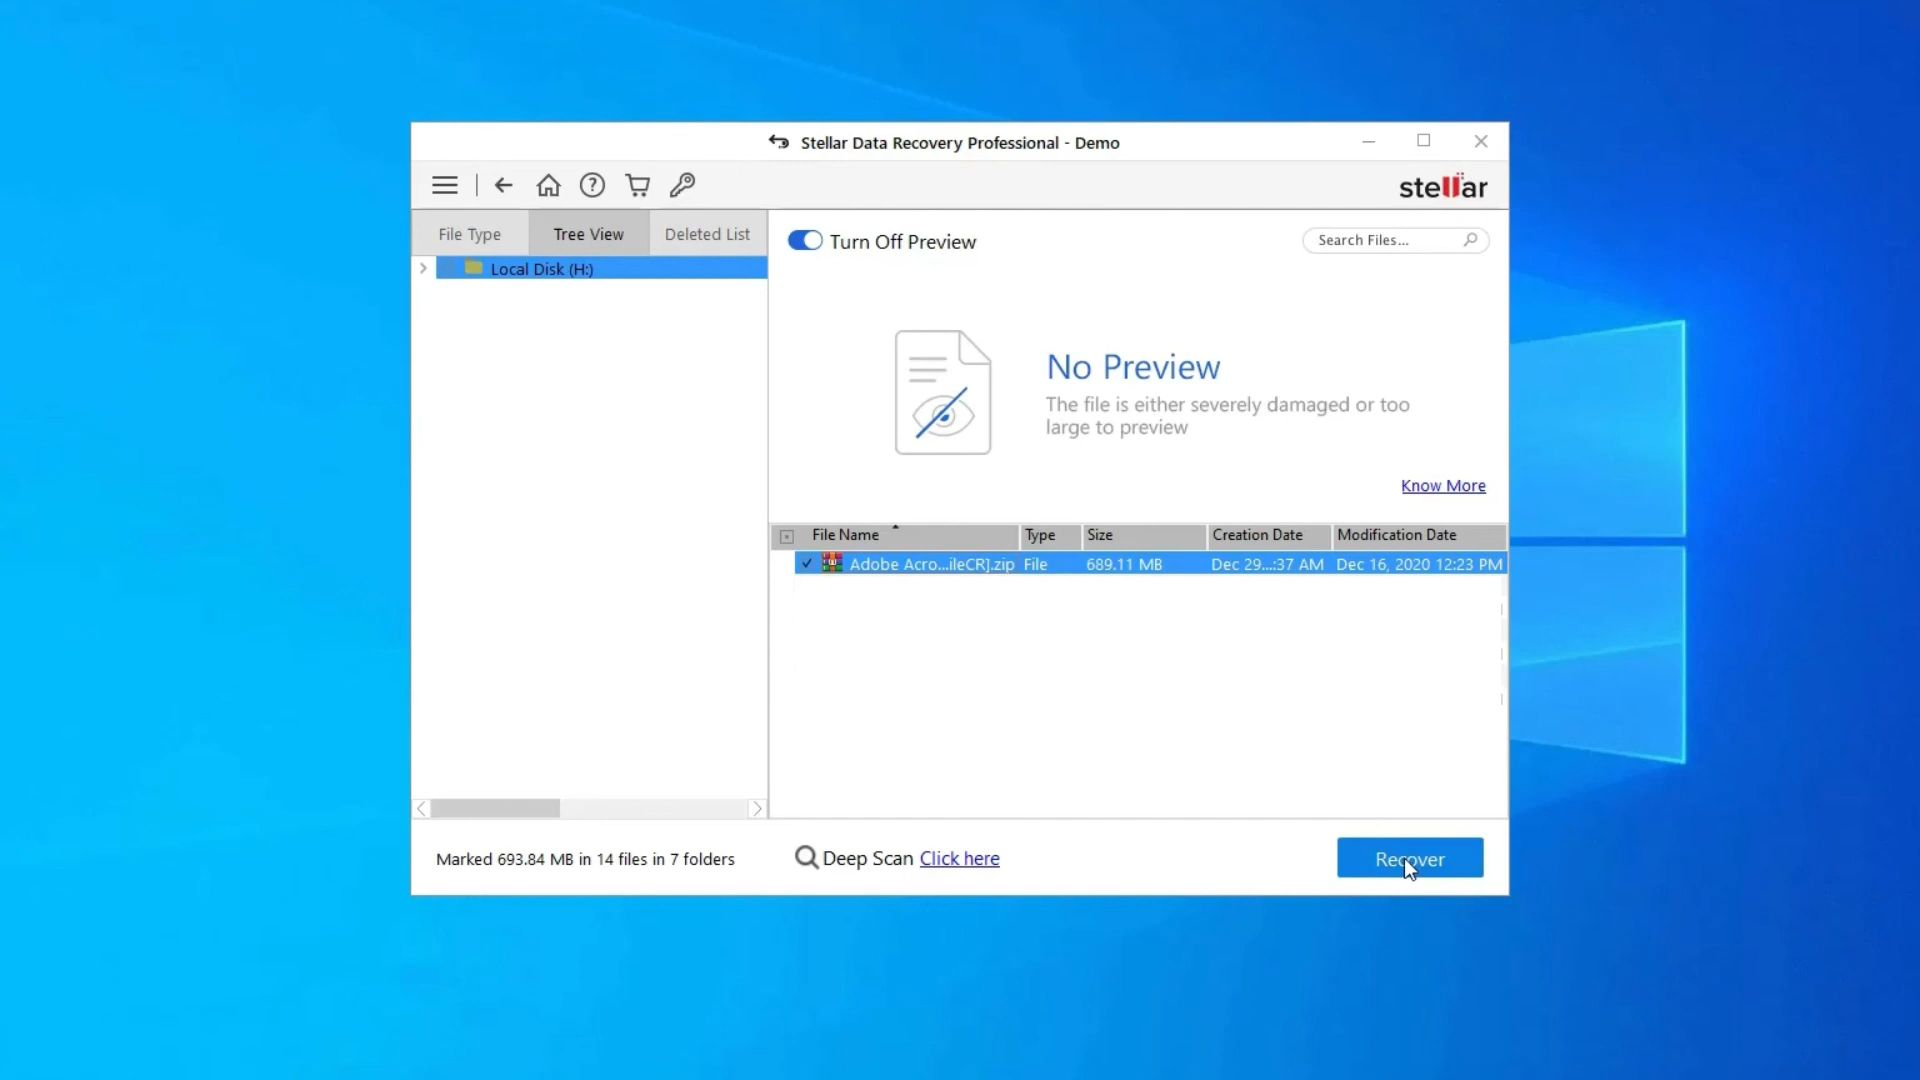 Stellar Data Recovery Professional - Demo
stellar
File Type
Tree View
Deleted List
Local Disk (H:)
Turn Off Preview
Search Files...
No Preview
The file is either severely damaged or too
large to preview
Know More
File Name
Type
Size
Creation Date
Modification Date
Adobe Acro...ileCR].zip
File
689.11 MB
Dec 29...:37 AM
Dec 16, 2020 12:23 PM
Marked 693.84 MB in 14 files in 7 folders
Deep Scan Click here
Recover